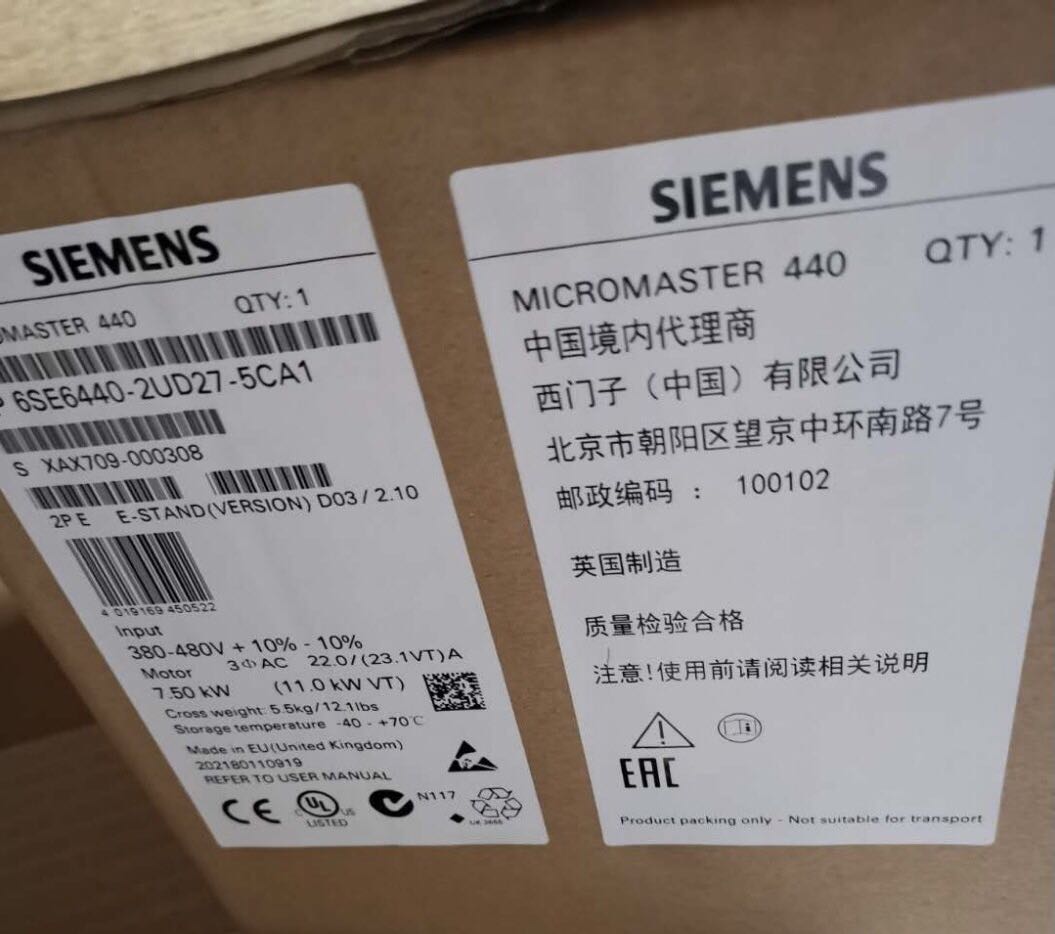 SIEMENS
OMASTER 440 QTY: 1
P 6SE6440-2UD27-5CA1
S XAX709-000308
2P E E-STAND(VERSION) D03 / 2.10
4 019169 450522
Input
380-480V + 10% - 10%
Motor 3ΦAC 22.0/(23.1VT)A
7.50 kW (11.0 kW VT)
Cross weight: 5.5kg/12.1lbs
Storage temperature -40 - +70℃
Made in EU(United Kingdom)
202180110919
REFER TO USER MANUAL
CE C UL US LISTED N117 UK 3666
SIEMENS
MICROMASTER 440 QTY: 1
中国境内代理商
西门子（中国）有限公司
北京市朝阳区望京中环南路7号
邮政编码 ： 100102
英国制造
质量检验合格
注意!使用前请阅读相关说明
EAC
Product packing only - Not suitable for transport